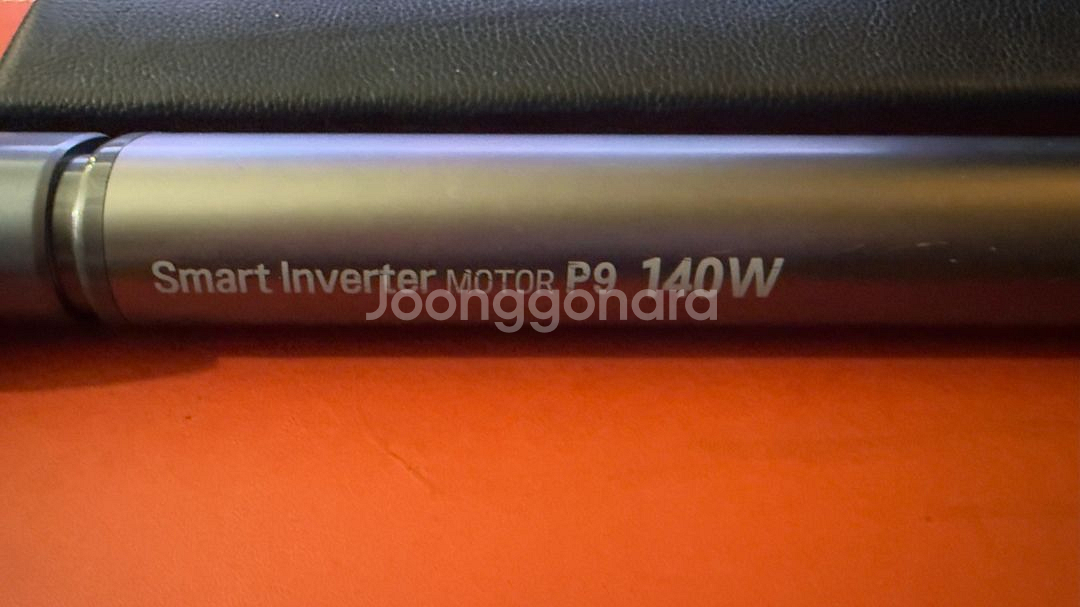 Smart Inverter MOTOR P9 140W
Joonggonara